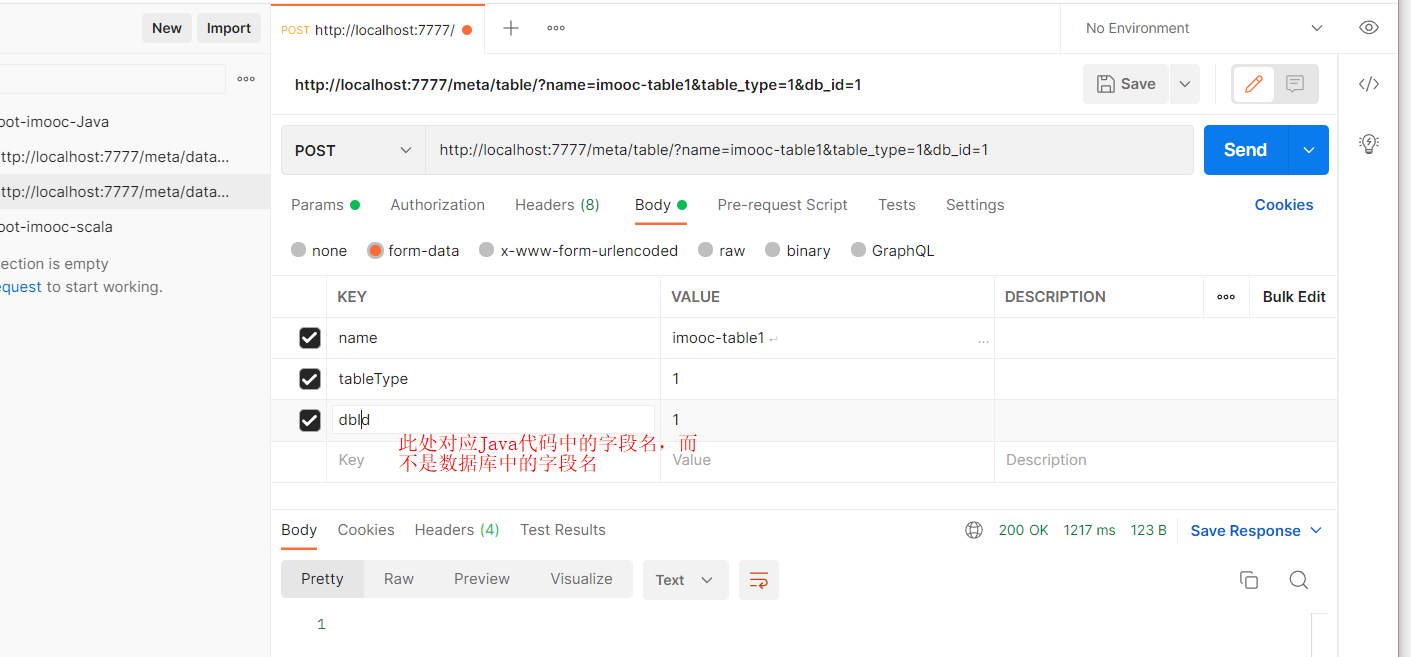 New Import
POST http://localhost:7777/
No Environment
http://localhost:7777/meta/table/?name=imooc-table1&table_type=1&db_id=1
Save
oot-imooc-Java
ttp://localhost:7777/meta/data...
ttp://localhost:7777/meta/data...
oot-imooc-scala
ection is empty
equest to start working.
POST
http://localhost:7777/meta/table/?name=imooc-table1&table_type=1&db_id=1
Send
Params Authorization Headers (8) Body Pre-request Script Tests Settings Cookies
none form-data x-www-form-urlencoded raw binary GraphQL
KEY VALUE DESCRIPTION Bulk Edit
name imooc-table1 ↵ ...
tableType 1
dbId 1
此处对应Java代码中的字段名，而
不是数据库中的字段名
Key Value Description
Body Cookies Headers (4) Test Results 200 OK 1217 ms 123 B Save Response
Pretty Raw Preview Visualize Text
1